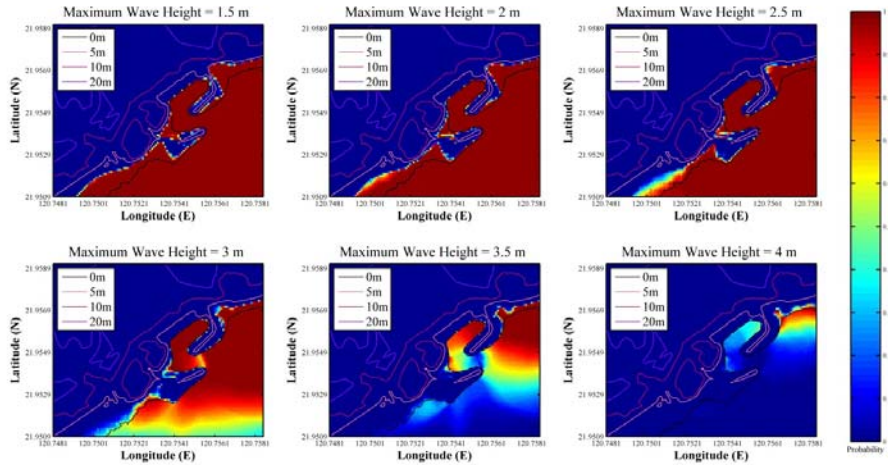 Maximum Wave Height = 1.5 m
21.9589
21.9569
21.9549
21.9529
21.9509
Latitude (N)
0m
5m
10m
20m
120.7481 120.7501 120.7521 120.7541 120.7561 120.7581
Longitude (E)
Maximum Wave Height = 2 m
21.9589
21.9569
21.9549
21.9529
21.9509
Latitude (N)
0m
5m
10m
20m
120.7481 120.7501 120.7521 120.7541 120.7561 120.7581
Longitude (E)
Maximum Wave Height = 2.5 m
21.9589
21.9569
21.9549
21.9529
21.9509
Latitude (N)
0m
5m
10m
20m
120.7481 120.7501 120.7521 120.7541 120.7561 120.7581
Longitude (E)
Maximum Wave Height = 3 m
21.9589
21.9569
21.9549
21.9529
21.9509
Latitude (N)
0m
5m
10m
20m
120.7481 120.7501 120.7521 120.7541 120.7561 120.7581
Longitude (E)
Maximum Wave Height = 3.5 m
21.9589
21.9569
21.9549
21.9529
21.9509
Latitude (N)
0m
5m
10m
20m
120.7481 120.7501 120.7521 120.7541 120.7561 120.7581
Longitude (E)
Maximum Wave Height = 4 m
21.9589
21.9569
21.9549
21.9529
21.9509
Latitude (N)
0m
5m
10m
20m
120.7481 120.7501 120.7521 120.7541 120.7561 120.7581
Longitude (E)
Probability